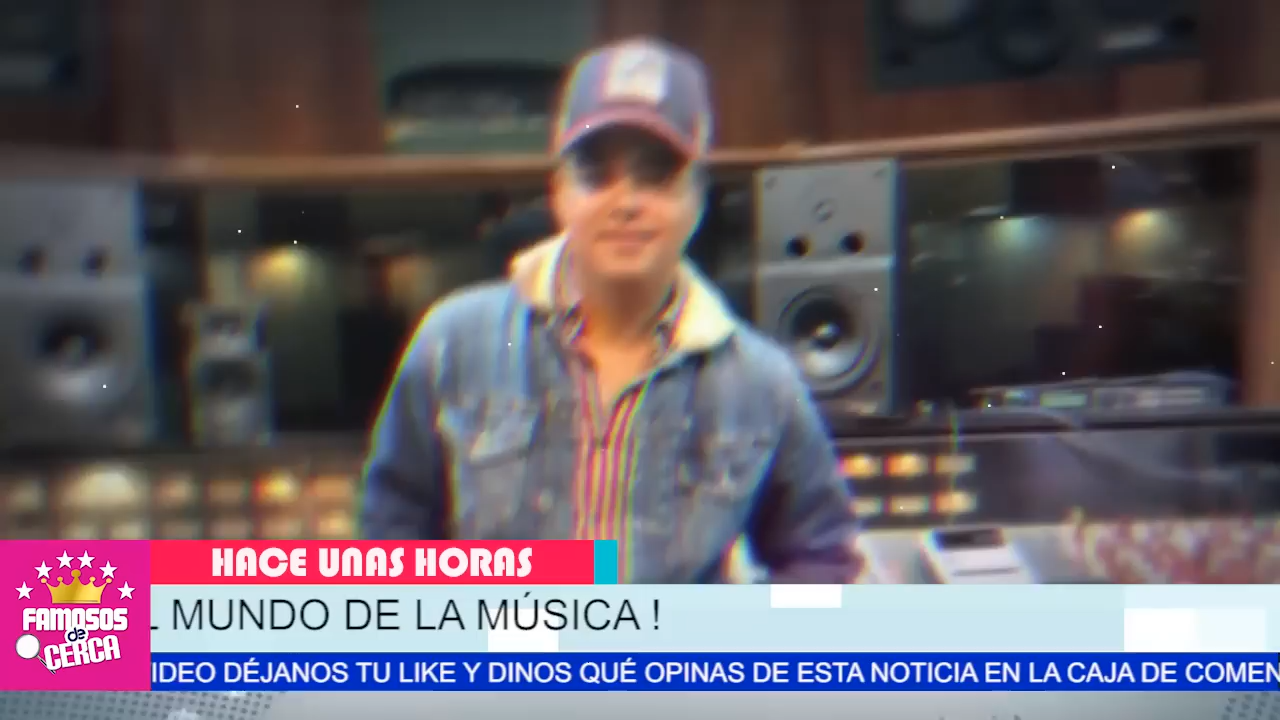 HACE UNAS HORAS
L MUNDO DE LA MÚSICA !
FAMOSOS
de
CERCA
IDEO DÉJANOS TU LIKE Y DINOS QUÉ OPINAS DE ESTA NOTICIA EN LA CAJA DE COMEN